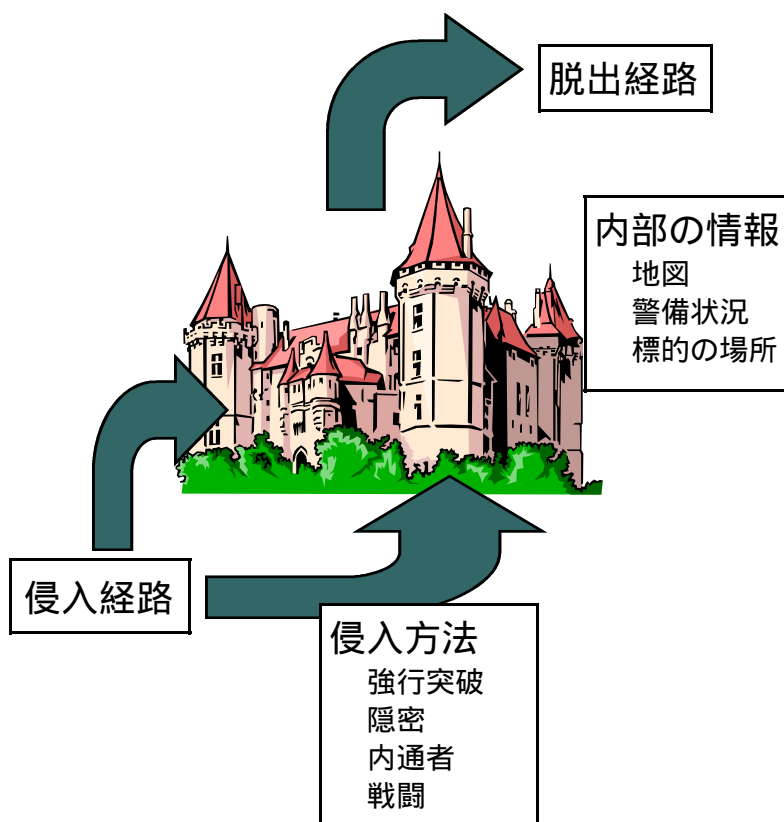 脱出経路
内部の情報
地図
警備状況
標的の場所
侵入経路
侵入方法
強行突破
隠密
内通者
戦闘